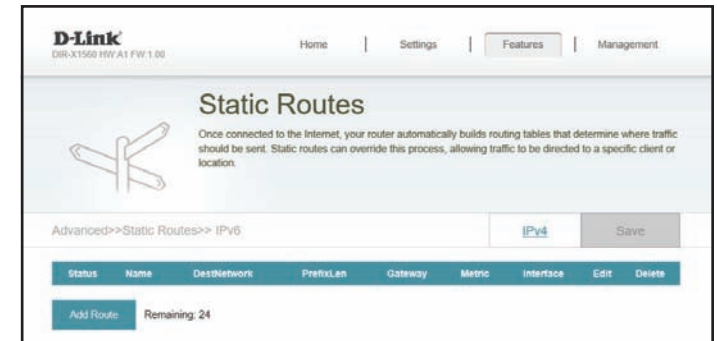 D-Link
DIR-X1560 HW A1 FW 1.00
Home | Settings | Features | Management
Static Routes
Once connected to the Internet, your router automatically builds routing tables that determine where traffic
should be sent. Static routes can override this process, allowing traffic to be directed to a specific client or
location.
Advanced>>Static Routes>> IPv6 IPv4 Save
Status Name DestNetwork PrefixLen Gateway Metric Interface Edit Delete
Add Route Remaining: 24